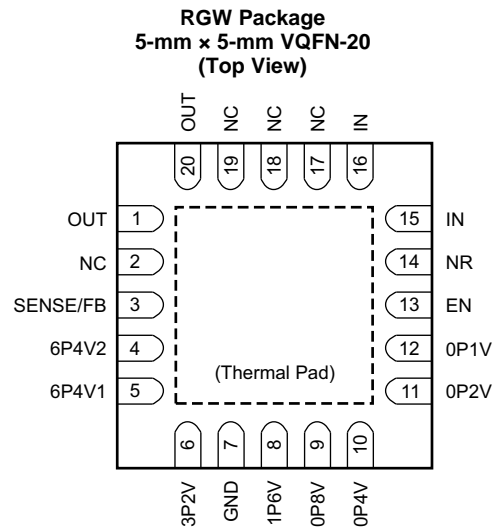 RGW Package
5-mm × 5-mm VQFN-20
(Top View)
OUT
NC
NC
NC
IN
20
19
18
17
16
OUT 1
15 IN
NC 2
14 NR
SENSE/FB 3
13 EN
6P4V2 4
12 0P1V
6P4V1 5
11 0P2V
(Thermal Pad)
6
7
8
9
10
3P2V
GND
1P6V
0P8V
0P4V